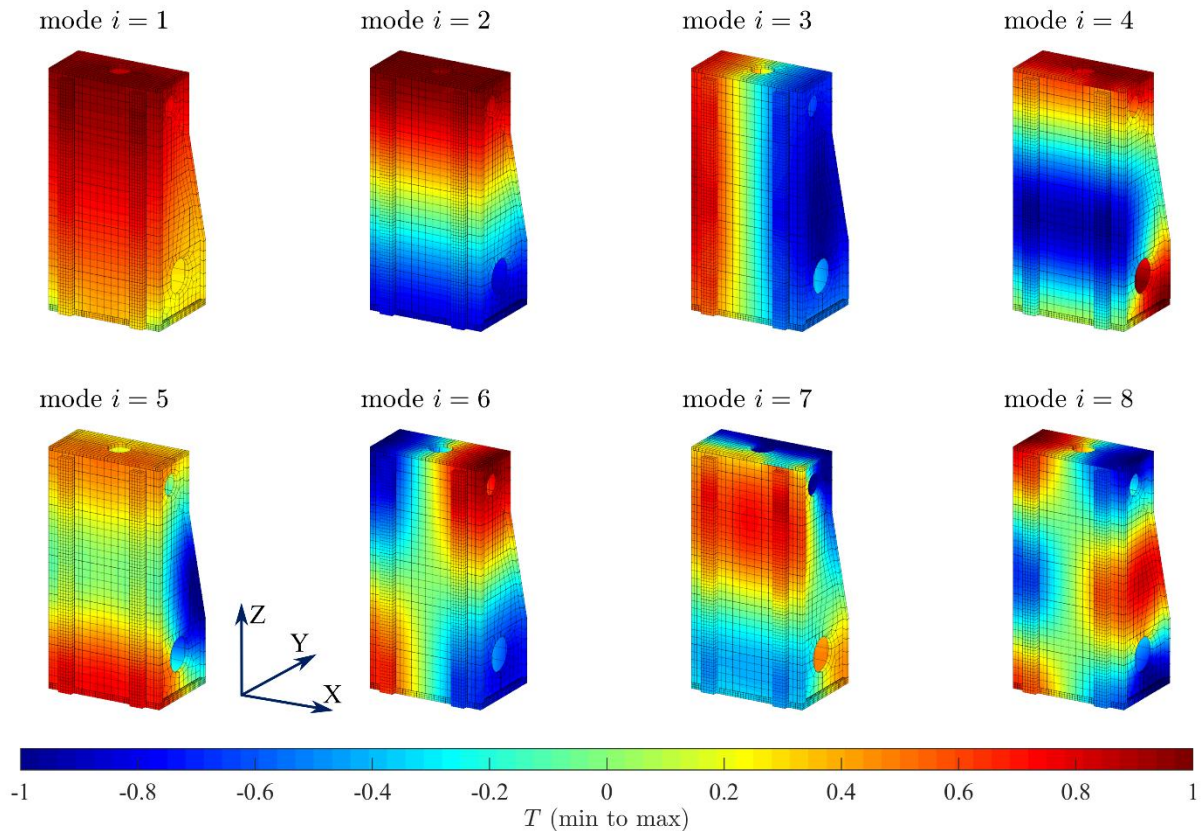 mode i = 1
mode i = 2
mode i = 3
mode i = 4
mode i = 5
mode i = 6
mode i = 7
mode i = 8
Z
Y
X
-1 -0.8 -0.6 -0.4 -0.2 0 0.2 0.4 0.6 0.8 1
T (min to max)